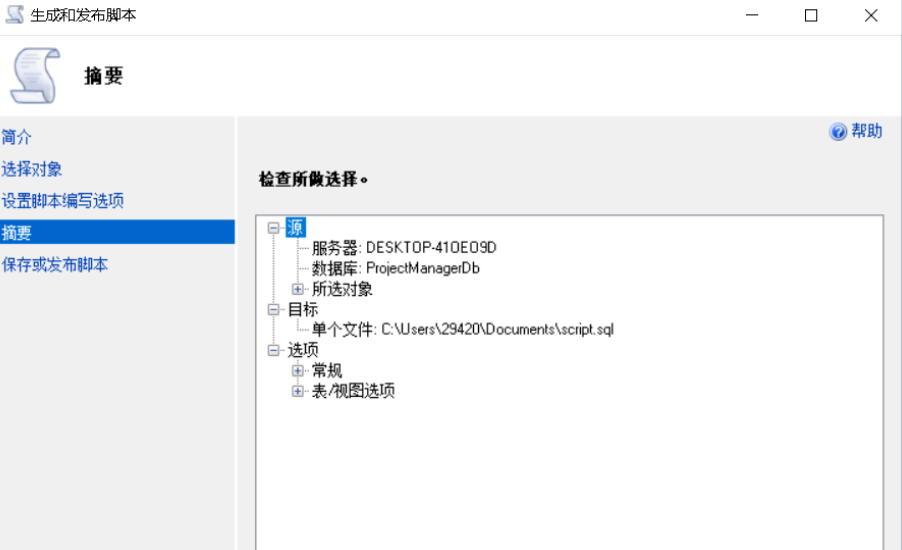 生成和发布脚本
摘要
简介
选择对象
设置脚本编写选项
摘要
保存或发布脚本
帮助
检查所做选择。
源
服务器: DESKTOP-410EO9D
数据库: ProjectManagerDb
所选对象
目标
单个文件: C:\Users\29420\Documents\script.sql
选项
常规
表/视图选项